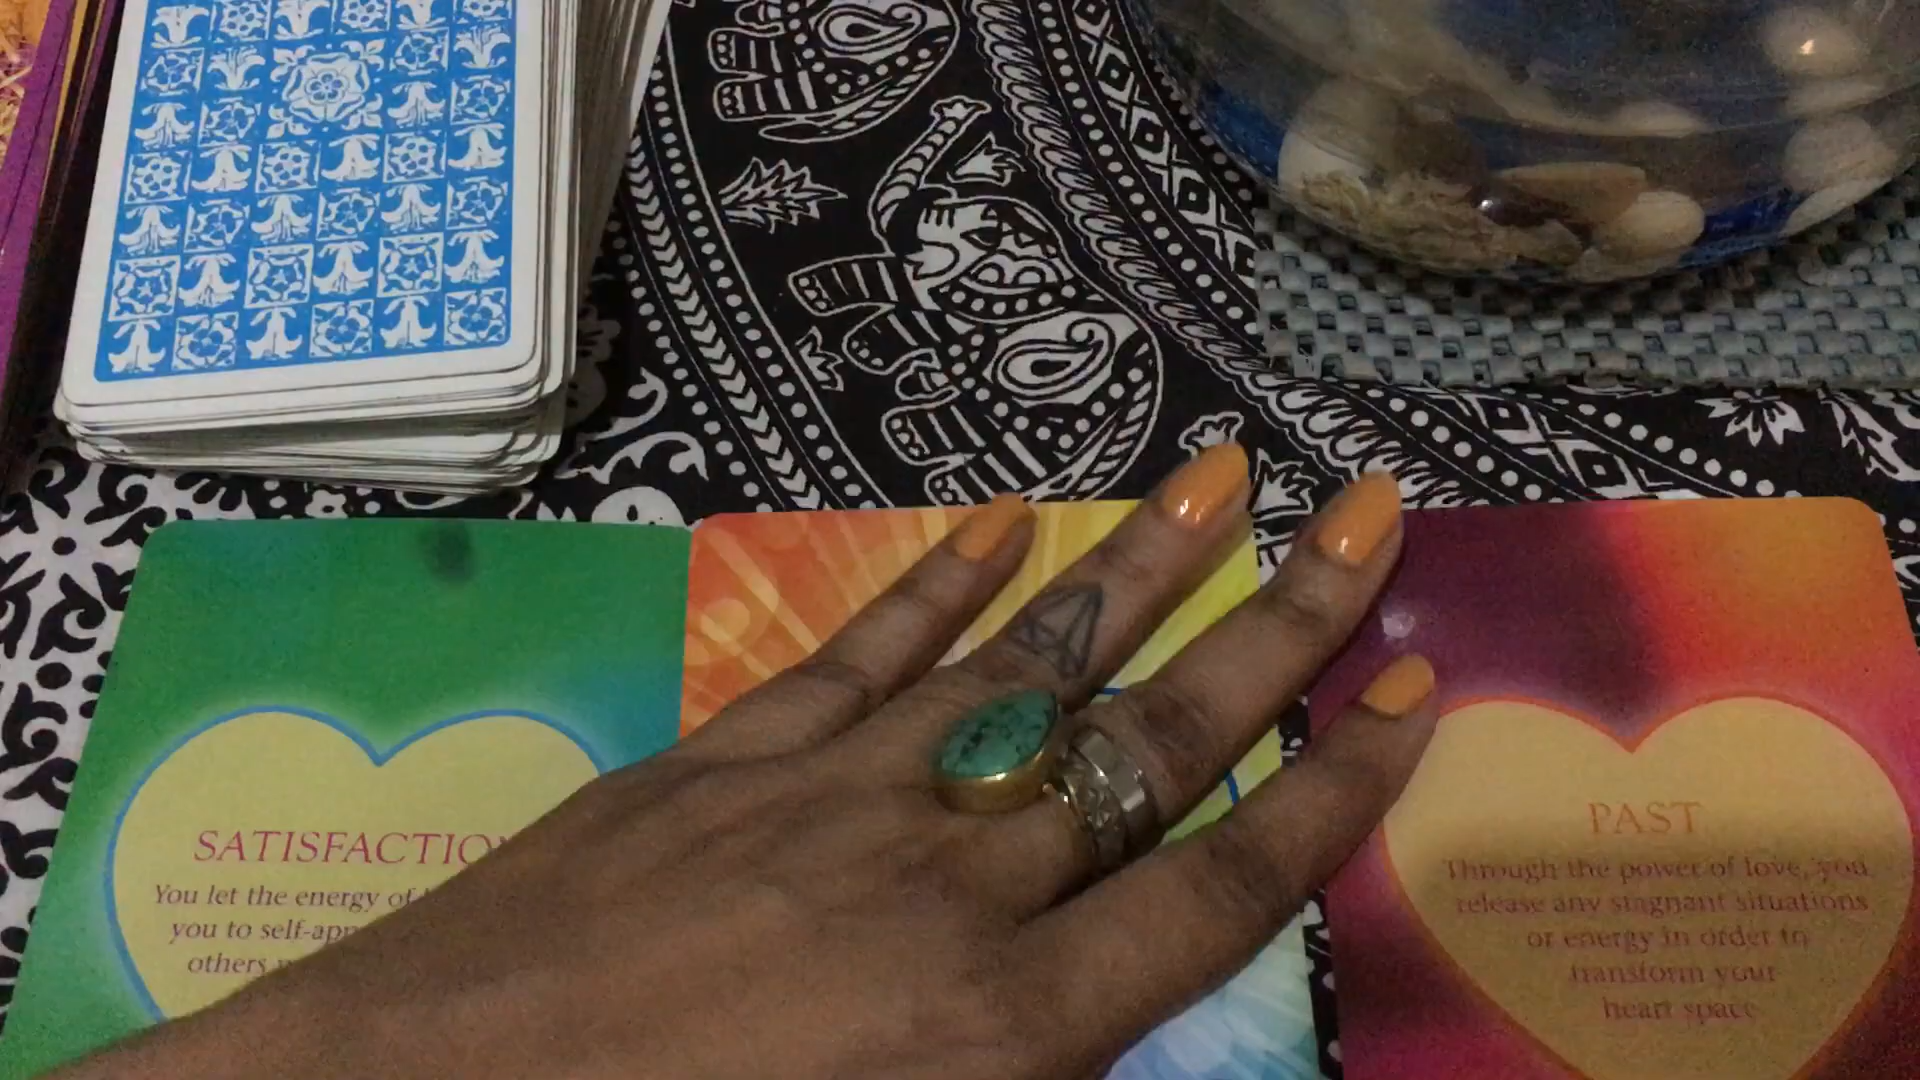 SATISFACTION
You let the energy of
you to self-app
others
PAST
Through the power of love, you
release any stagnant situations
or energy in order to
transform your
heart space